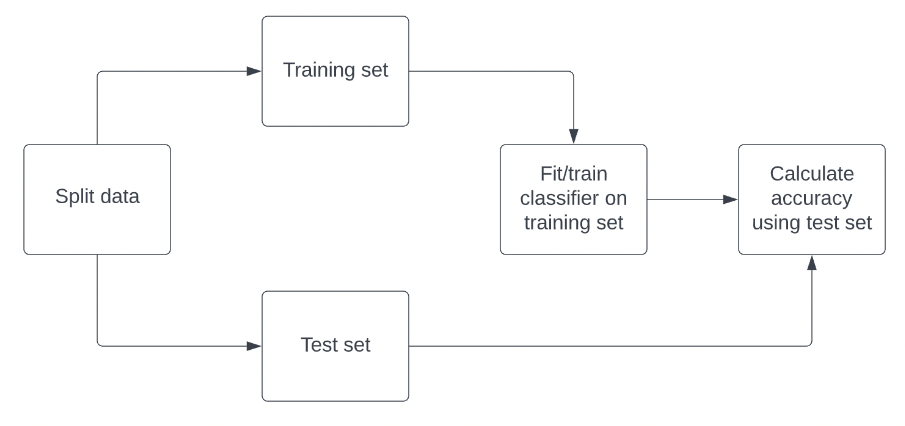 Training set
Split data
Fit/train
classifier on
training set
Calculate
accuracy
using test set
Test set